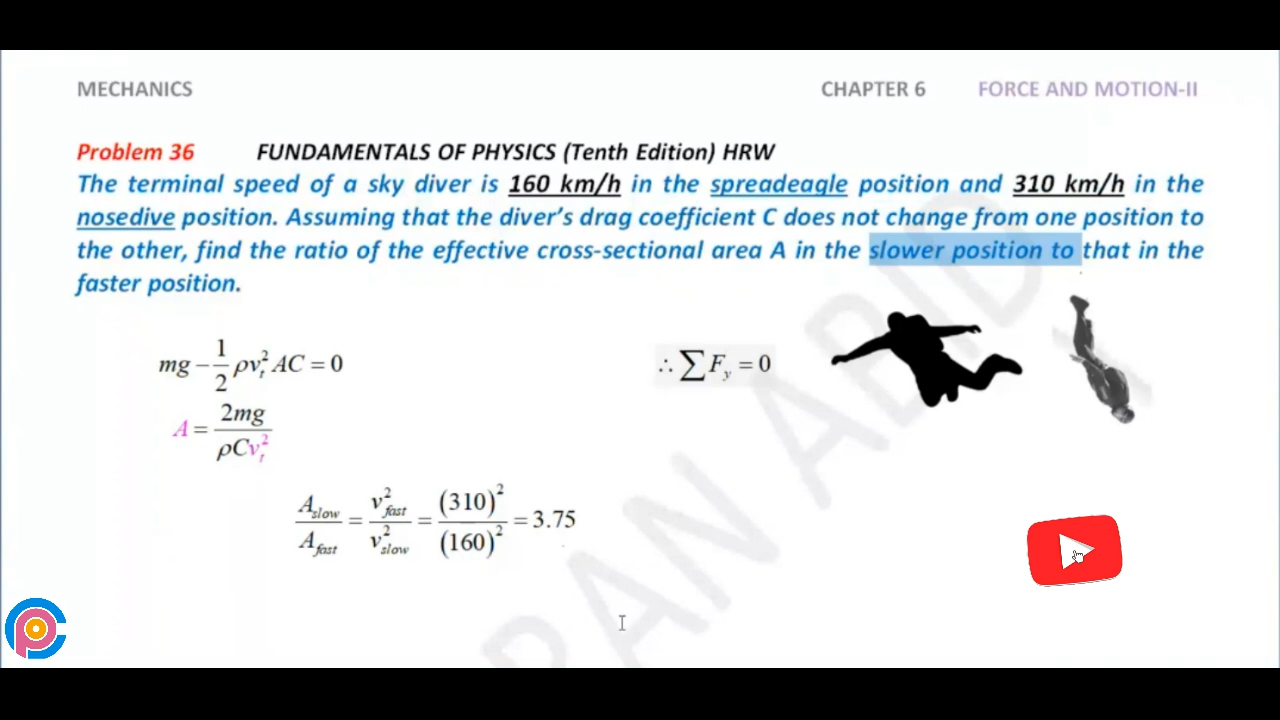 MECHANICS CHAPTER 6 FORCE AND MOTION-II
Problem 36 FUNDAMENTALS OF PHYSICS (Tenth Edition) HRW
The terminal speed of a sky diver is 160 km/h in the spreadeagle position and 310 km/h in the
nosedive position. Assuming that the diver's drag coefficient C does not change from one position to
the other, find the ratio of the effective cross-sectional area A in the slower position to that in the
faster position.
mg − 1/2 ρv_t^2 AC = 0 ∴ ∑ F_y = 0
A = 2mg / ρCv_t^2
A_slow / A_fast = v_fast^2 / v_slow^2 = (310)^2 / (160)^2 = 3.75
RAN ABID